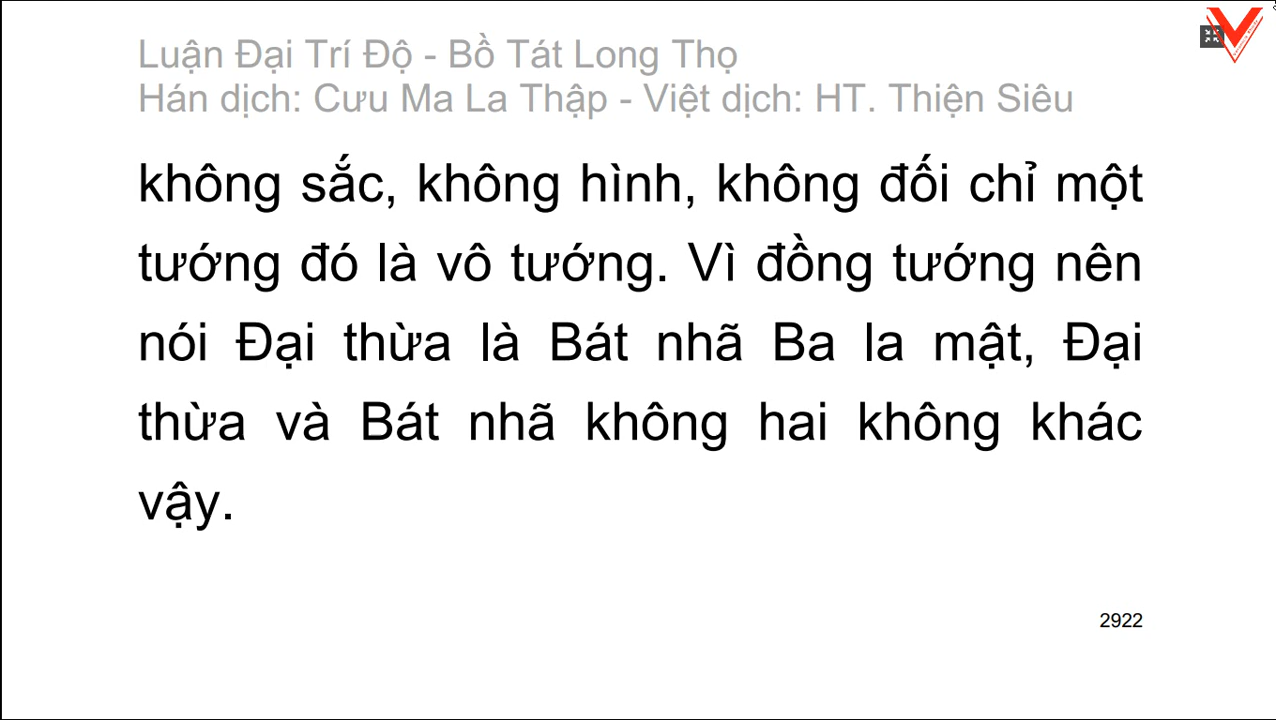 Luận Đại Trí Độ - Bồ Tát Long Thọ
Hán dịch: Cưu Ma La Thập - Việt dịch: HT. Thiện Siêu
không sắc, không hình, không đối chỉ một
tướng đó là vô tướng. Vì đồng tướng nên
nói Đại thừa là Bát nhã Ba la mật, Đại
thừa và Bát nhã không hai không khác
vậy.
2922